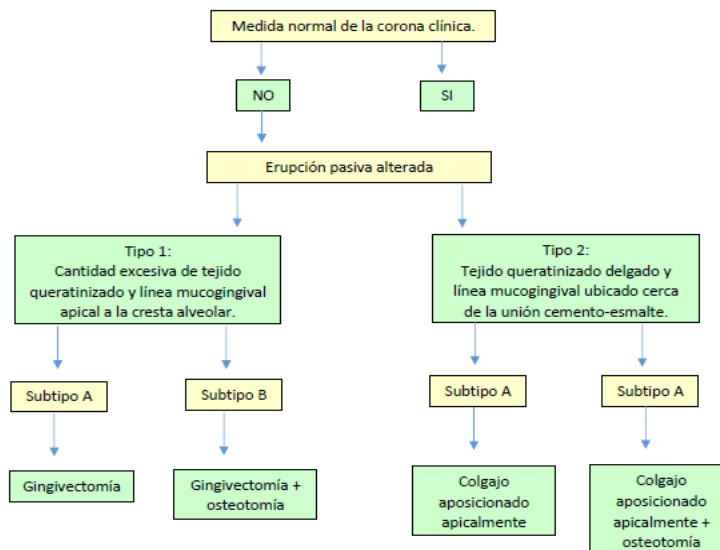 Medida normal de la corona clínica.
NO
SI
Erupción pasiva alterada
Tipo 1:
Cantidad excesiva de tejido
queratinizado y línea mucogingival
apical a la cresta alveolar.
Tipo 2:
Tejido queratinizado delgado y
línea mucogingival ubicado cerca
de la unión cemento-esmalte.
Subtipo A
Subtipo B
Subtipo A
Subtipo A
Gingivectomía
Gingivectomía +
osteotomía
Colgajo
aposicionado
apicalmente
Colgajo
aposicionado
apicalmente +
osteotomía